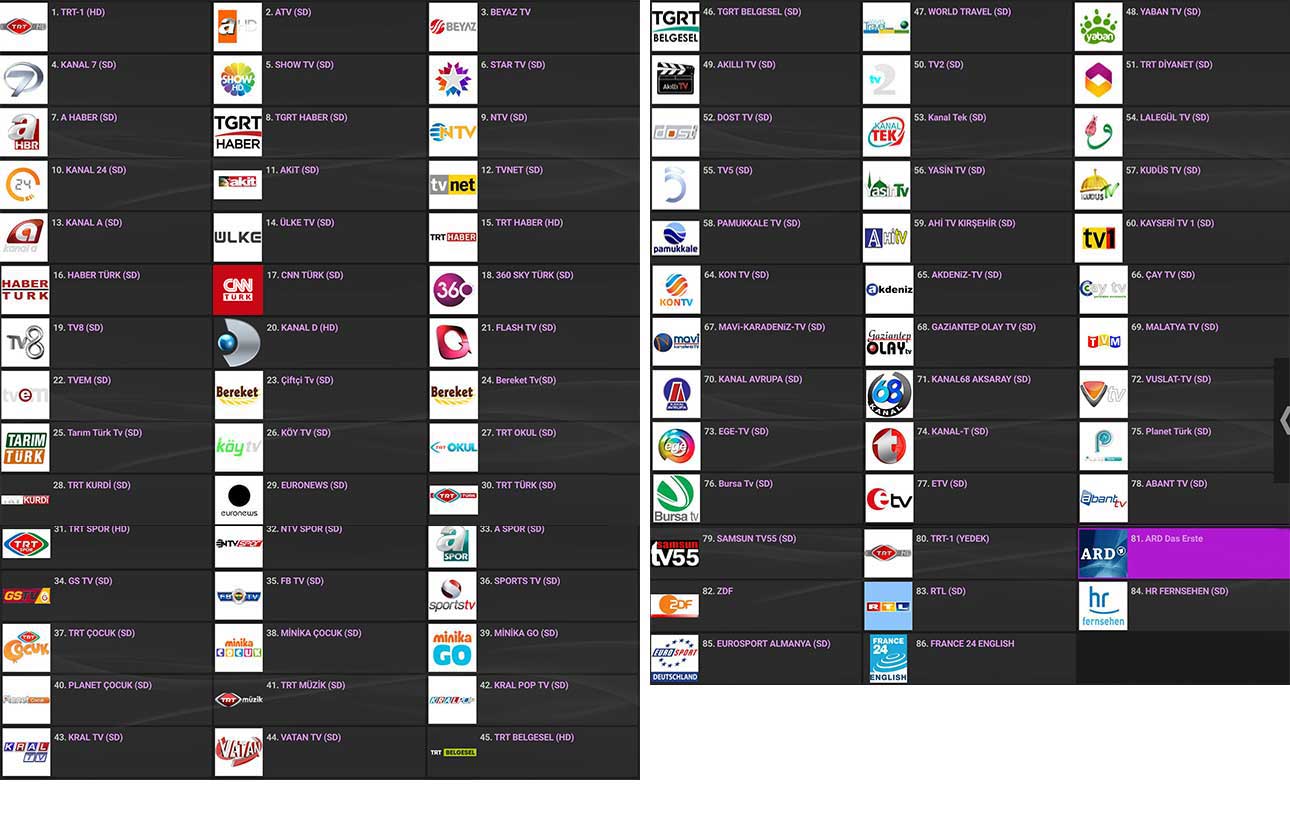 1. TRT-1 (HD)
2. ATV (SD)
3. BEYAZ TV
4. KANAL 7 (SD)
5. SHOW TV (SD)
6. STAR TV (SD)
7. A HABER (SD)
8. TGRT HABER (SD)
9. NTV (SD)
10. KANAL 24 (SD)
11. AKiT (SD)
12. TVNET (SD)
13. KANAL A (SD)
14. ÜLKE TV (SD)
15. TRT HABER (HD)
16. HABER TÜRK (SD)
17. CNN TÜRK (SD)
18. 360 SKY TÜRK (SD)
19. TV8 (SD)
20. KANAL D (HD)
21. FLASH TV (SD)
22. TVEM (SD)
23. Çiftçi Tv (SD)
24. Bereket Tv(SD)
25. Tarım Türk Tv (SD)
26. KÖY TV (SD)
27. TRT OKUL (SD)
28. TRT KURDİ (SD)
29. EURONEWS (SD)
30. TRT TÜRK (SD)
31. TRT SPOR (HD)
32. NTV SPOR (SD)
33. A SPOR (SD)
34. GS TV (SD)
35. FB TV (SD)
36. SPORTS TV (SD)
37. TRT ÇOCUK (SD)
38. MİNİKA ÇOCUK (SD)
39. MİNİKA GO (SD)
40. PLANET ÇOCUK (SD)
41. TRT MÜZİK (SD)
42. KRAL POP TV (SD)
43. KRAL TV (SD)
44. VATAN TV (SD)
45. TRT BELGESEL (HD)
46. TGRT BELGESEL (SD)
47. WORLD TRAVEL (SD)
48. YABAN TV (SD)
49. AKILLI TV (SD)
50. TV2 (SD)
51. TRT DİYANET (SD)
52. DOST TV (SD)
53. Kanal Tek (SD)
54. LALEGÜL TV (SD)
55. TV5 (SD)
56. YASİN TV (SD)
57. KUDÜS TV (SD)
58. PAMUKKALE TV (SD)
59. AHİ TV KIRŞEHİR (SD)
60. KAYSERİ TV 1 (SD)
64. KON TV (SD)
65. AKDENiZ-TV (SD)
66. ÇAY TV (SD)
67. MAVi-KARADENiZ-TV (SD)
68. GAZiANTEP OLAY TV (SD)
69. MALATYA TV (SD)
70. KANAL AVRUPA (SD)
71. KANAL68 AKSARAY (SD)
72. VUSLAT-TV (SD)
73. EGE-TV (SD)
74. KANAL-T (SD)
75. Planet Türk (SD)
76. Bursa Tv (SD)
77. ETV (SD)
78. ABANT TV (SD)
79. SAMSUN TV55 (SD)
80. TRT-1 (YEDEK)
81. ARD Das Erste
82. ZDF
83. RTL (SD)
84. HR FERNSEHEN (SD)
85. EUROSPORT ALMANYA (SD)
86. FRANCE 24 ENGLISH